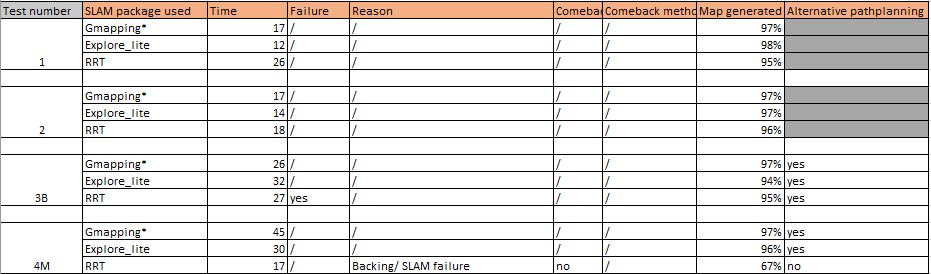 Test number SLAM package used Time Failure Reason Comeba Comeback metho Map generated Alternative pathplanning
Gmapping* 17 / / / / 97%
Explore_lite 12 / / / / 98%
1 RRT 26 / / / / 95%
Gmapping* 17 / / / / 97%
Explore_lite 14 / / / / 97%
2 RRT 18 / / / / 96%
Gmapping* 26 / / / / 97% yes
Explore_lite 32 / / / / 94% yes
3B RRT 27 yes / / / 95% yes
Gmapping* 45 / / / / 97% yes
Explore_lite 30 / / / / 96% yes
4M RRT 17 / Backing/ SLAM failure no / 67% no